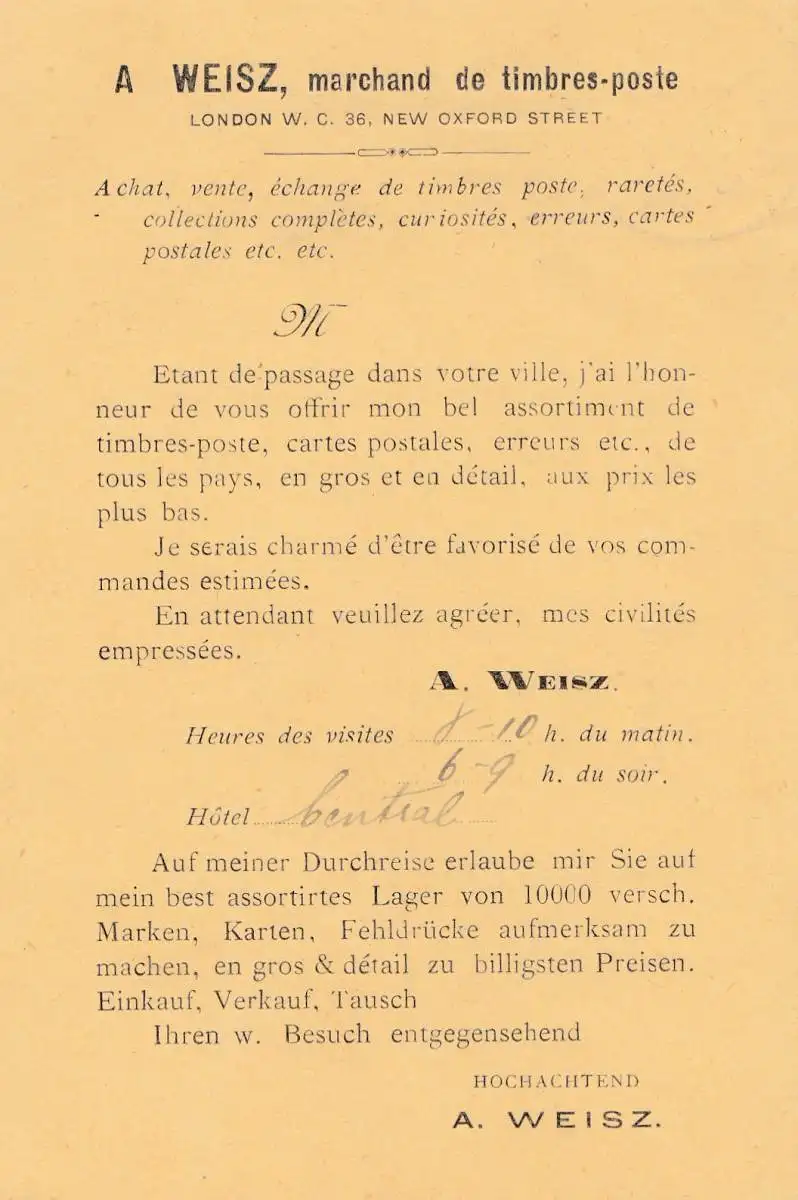 A WEISZ, marchand de timbres-poste
LONDON W. C. 36, NEW OXFORD STREET
Achat, vente, échange de timbres poste, raretés,
collections complètes, curiosités, erreurs, cartes
postales etc. etc.
M
Etant de passage dans votre ville, j'ai l'hon-
neur de vous offrir mon bel assortiment de
timbres-poste, cartes postales, erreurs etc., de
tous les pays, en gros et en détail, aux prix les
plus bas.
Je serais charmé d'être favorisé de vos com-
mandes estimées.
En attendant veuillez agréer, mes civilités
empressées.
A. WEISZ.
Heures des visites 8-10 h. du matin.
6-9 h. du soir.
Hôtel Central
Auf meiner Durchreise erlaube mir Sie auf
mein best assortirtes Lager von 10000 versch.
Marken, Karten, Fehldrücke aufmerksam zu
machen, en gros & détail zu billigsten Preisen.
Einkauf, Verkauf, Tausch
Ihren w. Besuch entgegensehend
HOCHACHTEND
A. WEISZ.